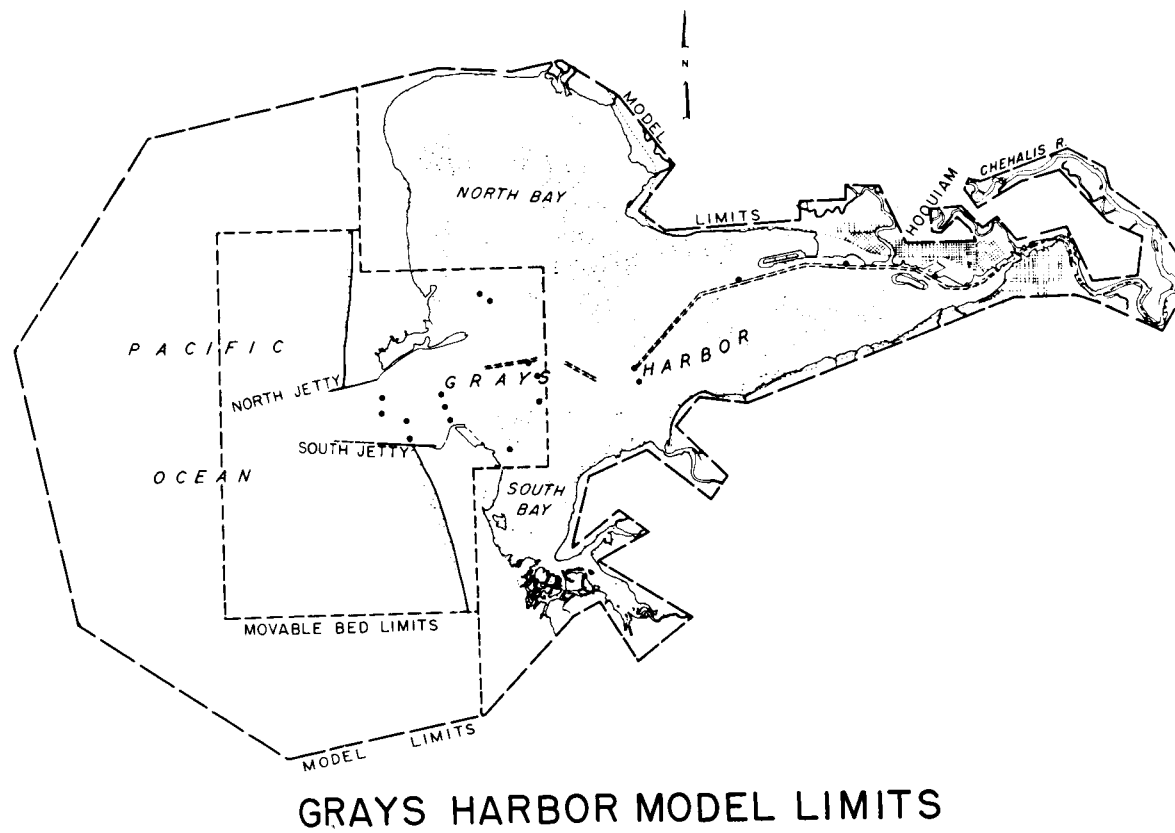 N
MODEL
CHEHALIS R.
HOQUIAM
NORTH BAY
LIMITS
PACIFIC
HARBOR
GRAYS
NORTH JETTY
SOUTH JETTY
OCEAN
SOUTH
BAY
MOVABLE BED LIMITS
MODEL LIMITS
GRAYS HARBOR MODEL LIMITS